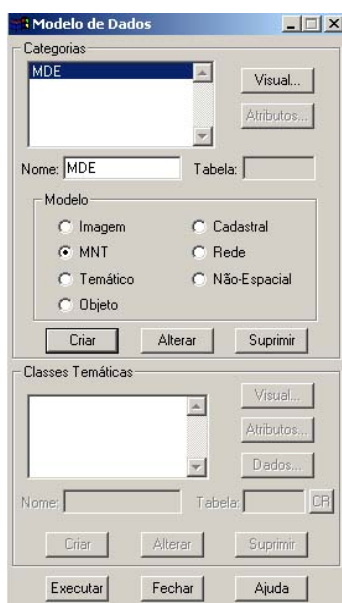 Modelo de Dados
Categorias
MDE
Visual...
Atributos...
Nome: MDE Tabela:
Modelo
Imagem Cadastral
MNT Rede
Temático Não-Espacial
Objeto
Criar Alterar Suprimir
Classes Temáticas
Visual...
Atributos...
Dados...
Nome: Tabela: CR
Criar Alterar Suprimir
Executar Fechar Ajuda